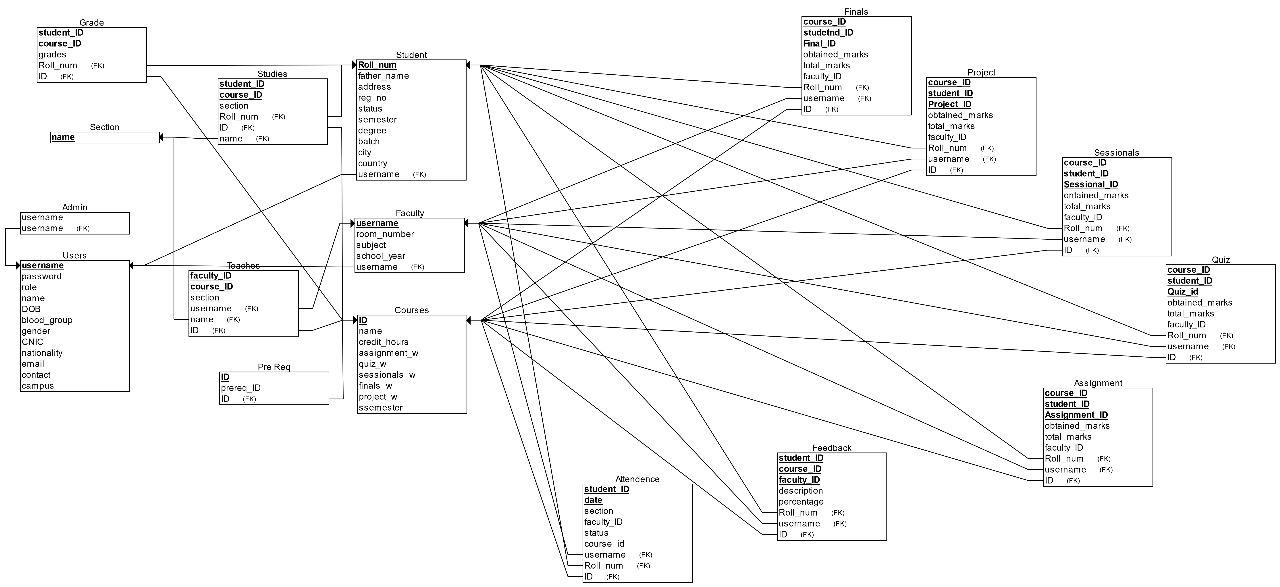 Grade
student_ID
course_ID
grades
Roll_num (FK)
ID (FK)
Studies
student_ID
course_ID
section
Roll_num (FK)
ID (FK)
name (FK)
Section
name
Admin
username
username (FK)
Users
username
password
role
name
DOB
blood_group
gender
CNIC
nationality
email
contact
campus
Teaches
faculty_ID
course_ID
section
username (FK)
name (FK)
ID (FK)
Pre Req
ID
prereq_ID
ID (FK)
Student
Roll_num
father_name
address
reg_no
status
semester
degree
batch
city
country
username (FK)
Faculty
username
room_number
subject
school_year
username (FK)
Courses
ID
name
credit_hours
assignment_w
quiz_w
sessionals_w
finals_w
project_w
ssemester
Finals
course_ID
studetnd_ID
Final_ID
obtained_marks
total_marks
faculty_ID
Roll_num (FK)
username (FK)
ID (FK)
Project
course_ID
student_ID
Project_ID
obtained_marks
total_marks
faculty_ID
Roll_num (FK)
username (FK)
ID (FK)
Sessionals
course_ID
student_ID
Sessional_ID
ontained_marks
total_marks
faculty_ID
Roll_num (FK)
username (FK)
ID (FK)
Quiz
course_ID
student_ID
Quiz_id
obtained_marks
total_marks
faculty_ID
Roll_num (FK)
username (FK)
ID (FK)
Assignment
course_ID
student_ID
Assignment_ID
obtained_marks
total_marks
faculty_ID
Roll_num (FK)
username (FK)
ID (FK)
Feedback
student_ID
course_ID
faculty_ID
description
percentage
Roll_num (FK)
username (FK)
ID (FK)
Attendence
student_ID
date
section
faculty_ID
status
course_id
username (FK)
Roll_num (FK)
ID (FK)